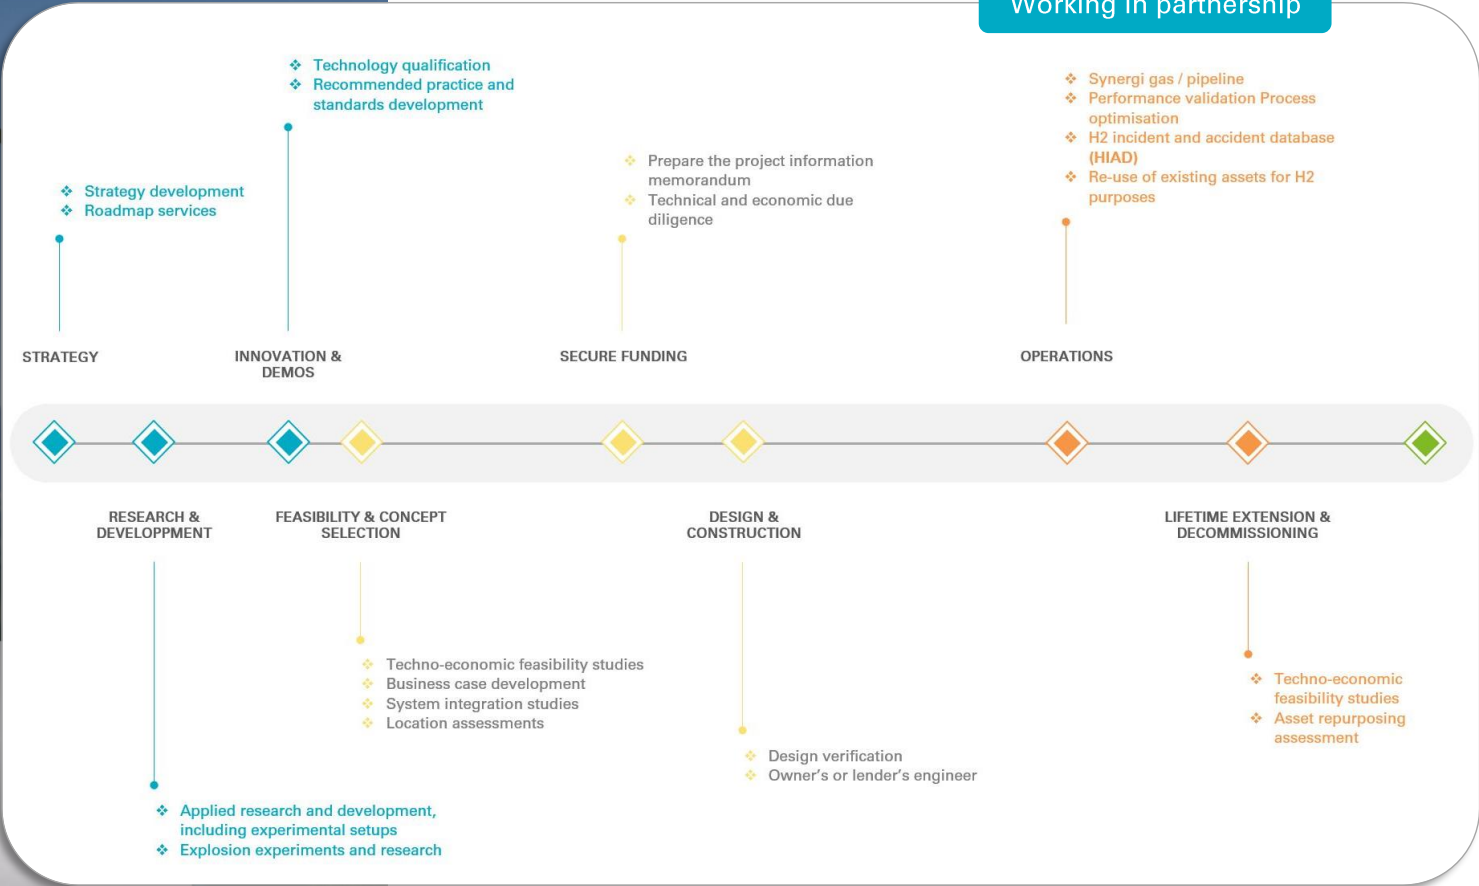 Working in partnership
❖ Technology qualification
❖ Recommended practice and
standards development
❖ Synergi gas / pipeline
❖ Performance validation Process
optimisation
❖ H2 incident and accident database
(HIAD)
❖ Re-use of existing assets for H2
purposes
❖ Prepare the project information
memorandum
❖ Technical and economic due
diligence
❖ Strategy development
❖ Roadmap services
STRATEGY
INNOVATION &
DEMOS
SECURE FUNDING
OPERATIONS
RESEARCH &
DEVELOPPMENT
FEASIBILITY & CONCEPT
SELECTION
DESIGN &
CONSTRUCTION
LIFETIME EXTENSION &
DECOMMISSIONING
❖ Techno-economic feasibility studies
❖ Business case development
❖ System integration studies
❖ Location assessments
❖ Techno-economic
feasibility studies
❖ Asset repurposing
assessment
❖ Design verification
❖ Owner's or lender's engineer
❖ Applied research and development,
including experimental setups
❖ Explosion experiments and research